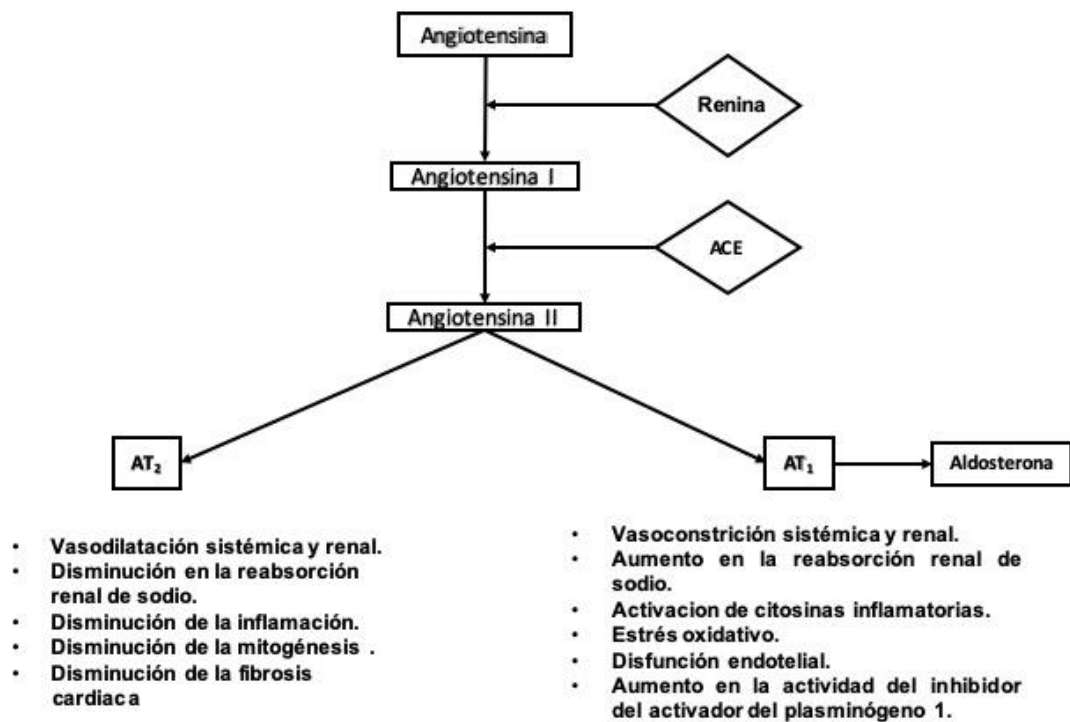 Angiotensina
Renina
Angiotensina I
ACE
Angiotensina II
AT₂
AT₁
Aldosterona
• Vasodilatación sistémica y renal.
• Disminución en la reabsorción
renal de sodio.
• Disminución de la inflamación.
• Disminución de la mitogénesis .
• Disminución de la fibrosis
cardiaca
• Vasoconstrición sistémica y renal.
• Aumento en la reabsorción renal de
sodio.
• Activacion de citosinas inflamatorias.
• Estrés oxidativo.
• Disfunción endotelial.
• Aumento en la actividad del inhibidor
del activador del plasminógeno 1.